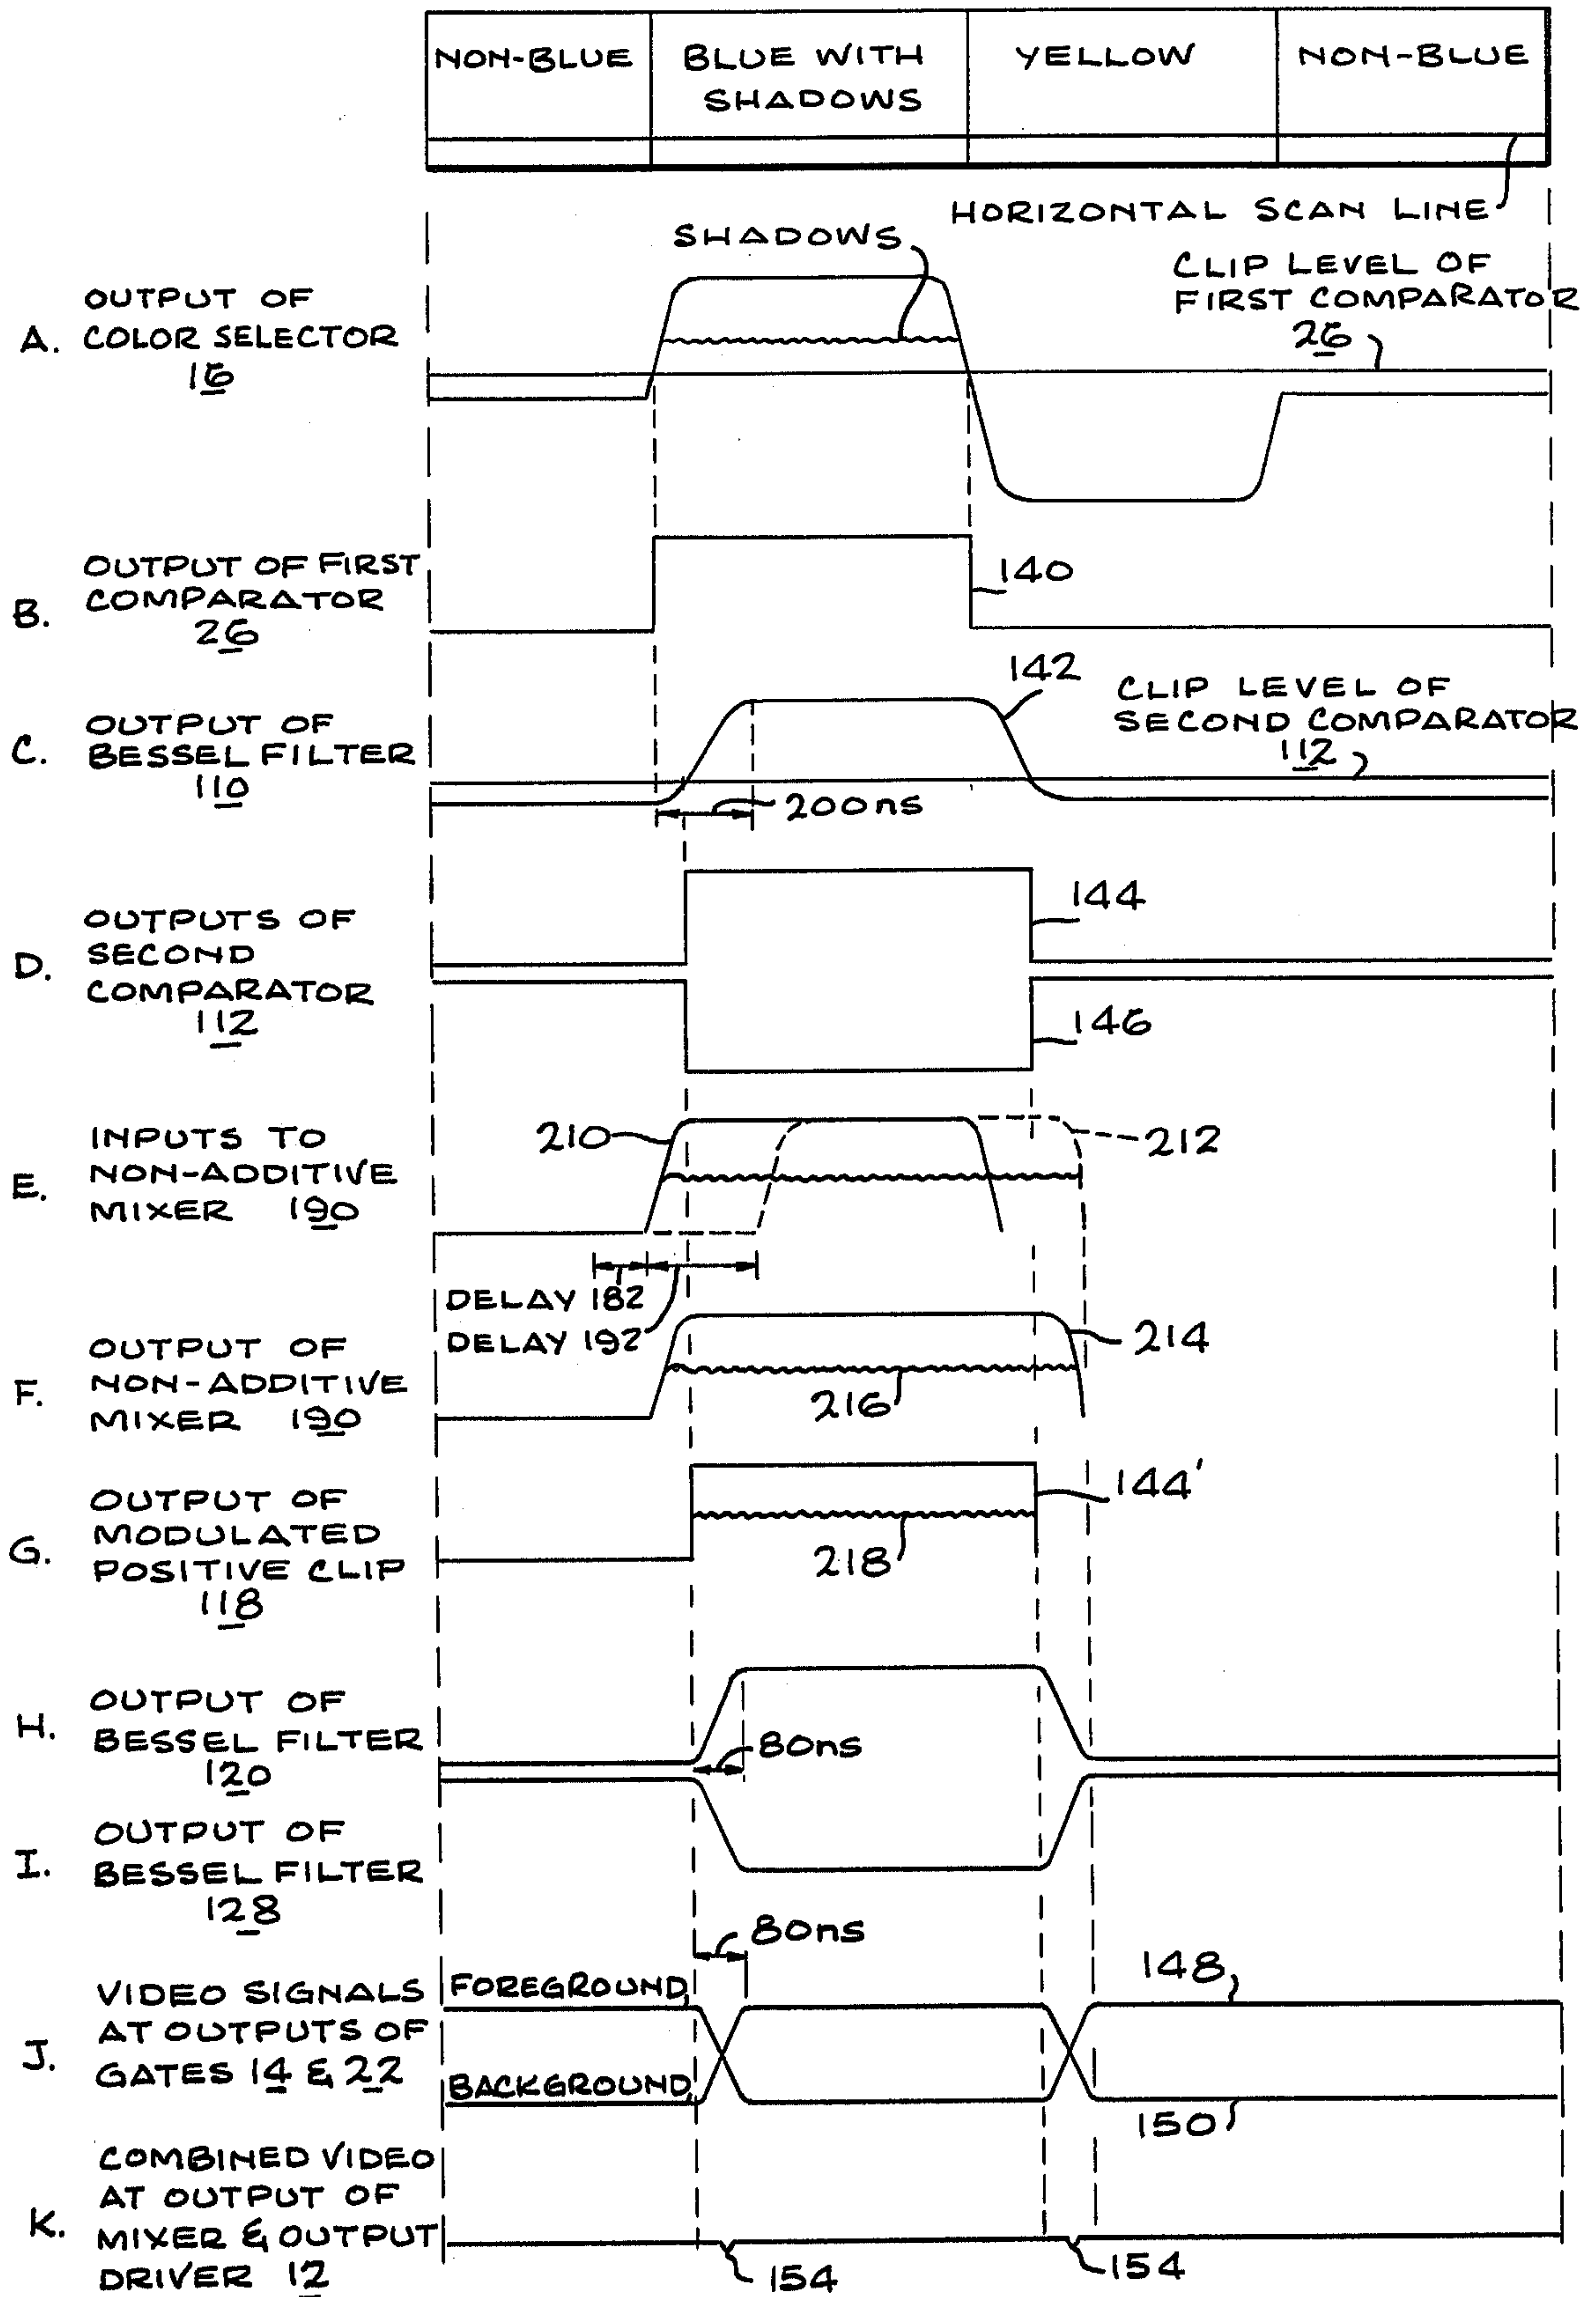 NON-BLUE
BLUE WITH
SHADOWS
YELLOW
NON-BLUE
HORIZONTAL SCAN LINE
SHADOWS
CLIP LEVEL OF
FIRST COMPARATOR
26
A.
OUTPUT OF
COLOR SELECTOR
16
B.
OUTPUT OF FIRST
COMPARATOR
26
140
142
CLIP LEVEL OF
SECOND COMPARATOR
112
C.
OUTPUT OF
BESSEL FILTER
110
200ns
D.
OUTPUTS OF
SECOND
COMPARATOR
112
144
146
E.
INPUTS TO
NON-ADDITIVE
MIXER 190
210
212
DELAY 182
DELAY 192
F.
OUTPUT OF
NON-ADDITIVE
MIXER 190
214
216
G.
OUTPUT OF
MODULATED
POSITIVE CLIP
118
144'
218
H.
OUTPUT OF
BESSEL FILTER
120
80ns
I.
OUTPUT OF
BESSEL FILTER
128
80ns
J.
VIDEO SIGNALS
AT OUTPUTS OF
GATES 14 & 22
FOREGROUND
BACKGROUND
148
150
K.
COMBINED VIDEO
AT OUTPUT OF
MIXER & OUTPUT
DRIVER 12
154
154